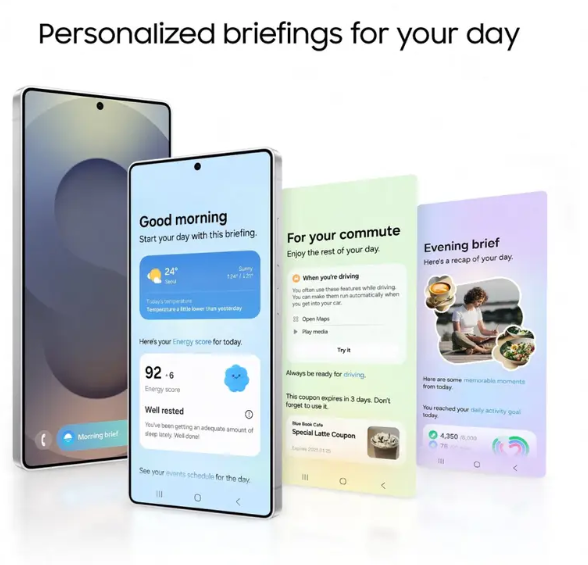 Personalized briefings for your day
Morning brief
Good morning
Start your day with this briefing.
24°
Seoul
Sunny
Today's temperature
Temperature a little lower than yesterday
Here's your Energy score for today.
92 - 6
Energy score
Well rested
You've been getting an adequate amount of
sleep lately. Well done!
See your events schedule for the day.
For your commute
Enjoy the rest of your day.
When you're driving
You often use these features while driving.
You can make them run automatically when
you get into your car.
Open Maps
Play media
Try it
Always be ready for driving.
This coupon expires in 3 days. Don't
forget to use it.
Blue Book Cafe
Special Latte Coupon
Evening brief
Here's a recap of your day.
Here are some memorable moments
from today.
You reached your daily activity goal
today.
4,350